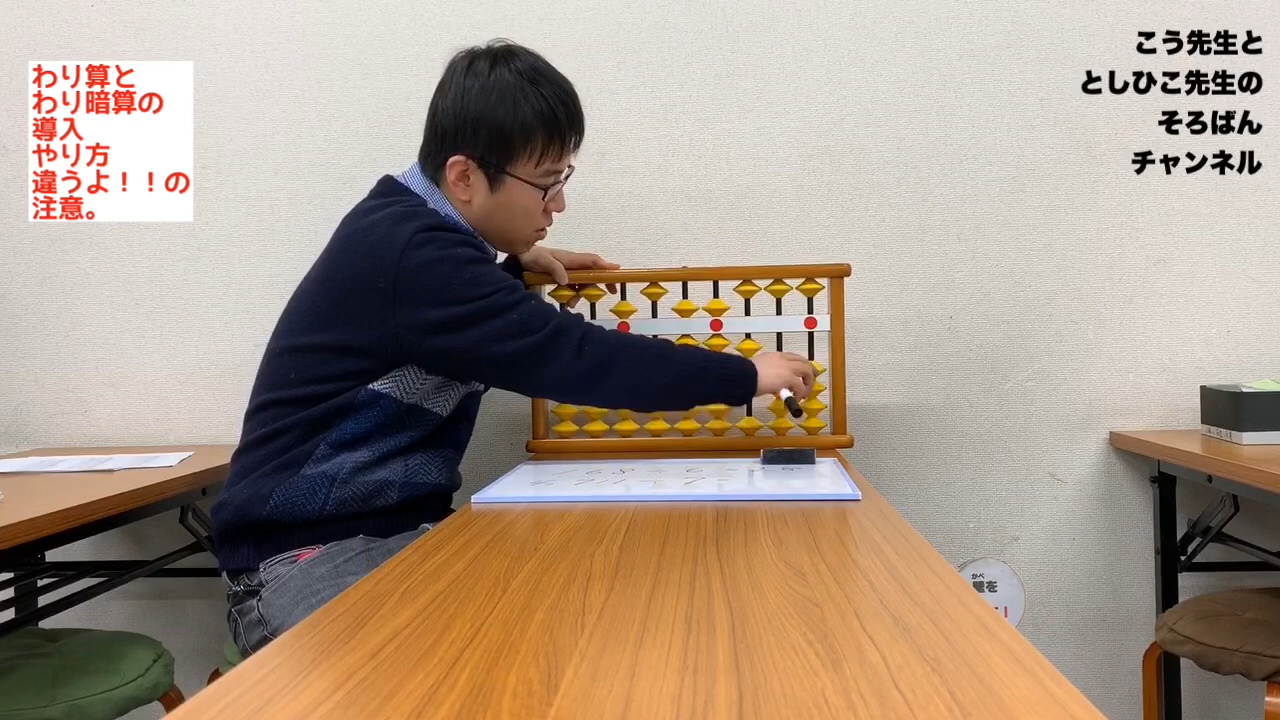 わり算と
わり暗算の
導入
やり方
違うよ！！の
注意。
こう先生と
としひこ先生の
そろばん
チャンネル